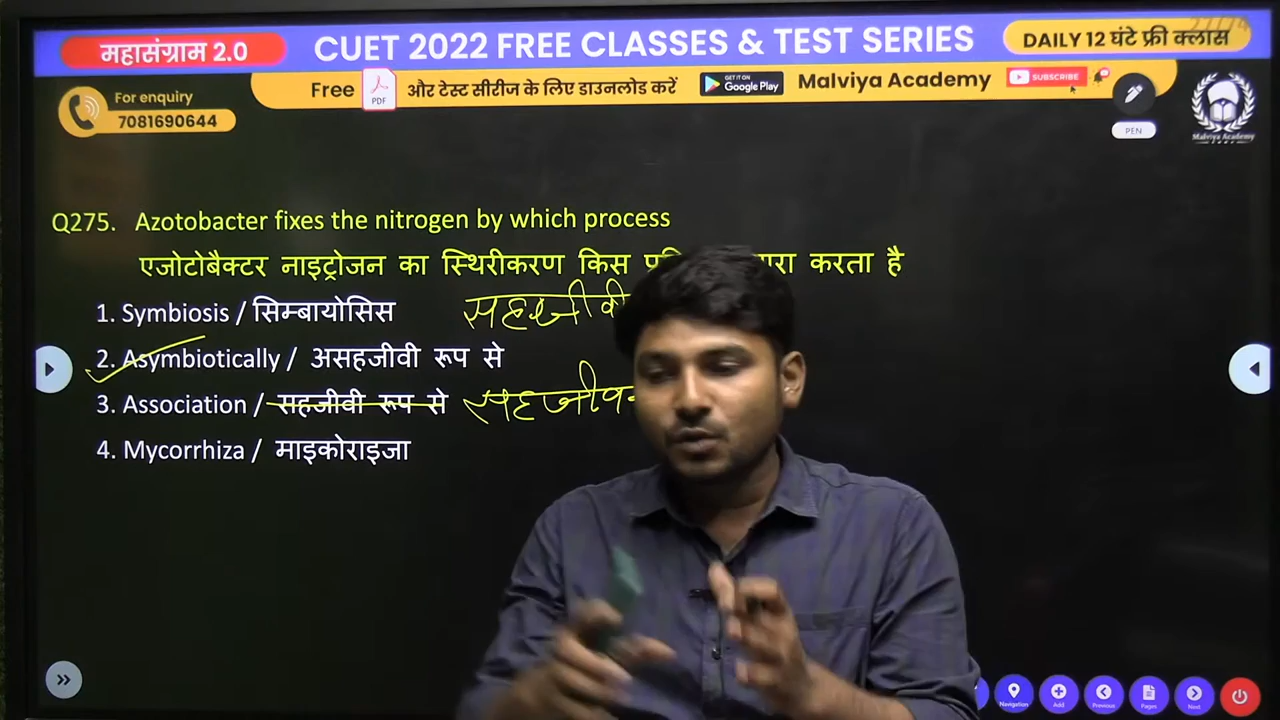 महासंग्राम 2.0
CUET 2022 FREE CLASSES & TEST SERIES
DAILY 12 घंटे फ्री क्लास
Free PDF और टेस्ट सीरीज के लिए डाउनलोड करें GET IT ON Google Play Malviya Academy SUBSCRIBE
For enquiry
7081690644
PEN
Malviya Academy
Q275. Azotobacter fixes the nitrogen by which process
एजोटोबैक्टर नाइट्रोजन का स्थिरीकरण किस करता है
1. Symbiosis / सिम्बायोसिस
2. Asymbiotically / असहजीवी रूप से
3. Association / सहजीवी रूप से
4. Mycorrhiza / माइकोराइजा
Navigation Add Previous Pages Next